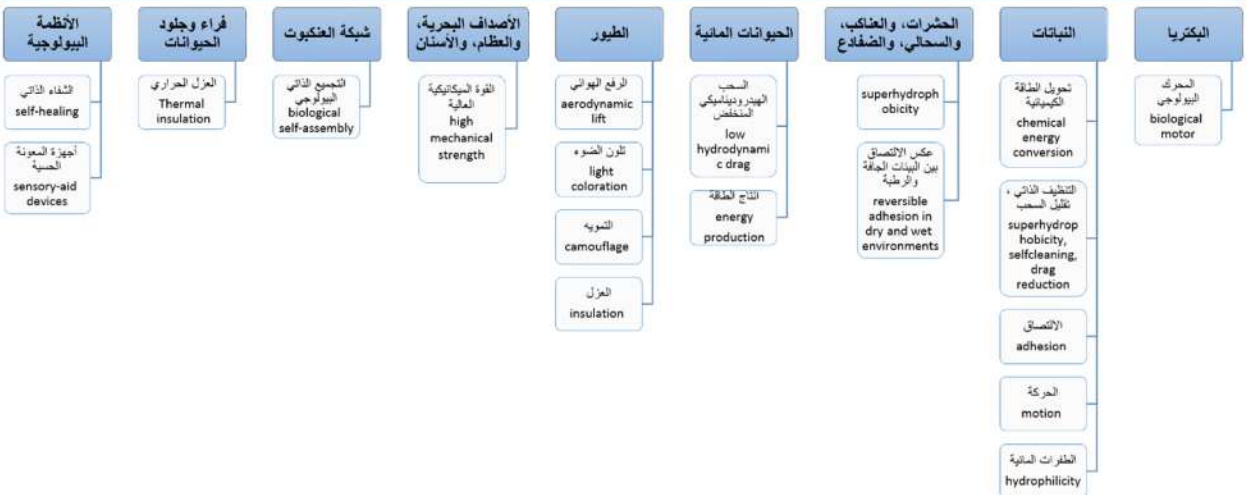 البكتريا
المحرك
البيولوجي
biological
motor
النباتات
تحويل الطاقة
الكيميائية
chemical
energy
conversion
التنظيف الذاتي ،
تقليل السحب
superhydrop
hobicity,
selfcleaning,
drag
reduction
الالتصاق
adhesion
الحركة
motion
الطفرات المائية
hydrophilicity
الحشرات، والعناكب،
والسحالي، والضفادع
superhydroph
obicity
عكس الالتصاق
بين البيئات الجافة
والرطبة
reversible
adhesion in
dry and wet
environments
الحيوانات المائية
السحب
الهيدروديناميكي
المنخفض
low
hydrodynami
c drag
انتاج الطاقة
energy
production
الطيور
الرفع الهوائي
aerodynamic
lift
تلون الضوء
light
coloration
التمويه
camouflage
العزل
insulation
الأصداف البحرية،
والعظام، والأسنان
القوة الميكانيكية
العالية
high
mechanical
strength
شبكة العنكبوت
التجميع الذاتي
البيولوجي
biological
self-assembly
فراء وجلود
الحيوانات
العزل الحراري
Thermal
insulation
الأنظمة
البيولوجية
الشفاء الذاتي
self-healing
أجهزة المعونة
الحسية
sensory-aid
devices